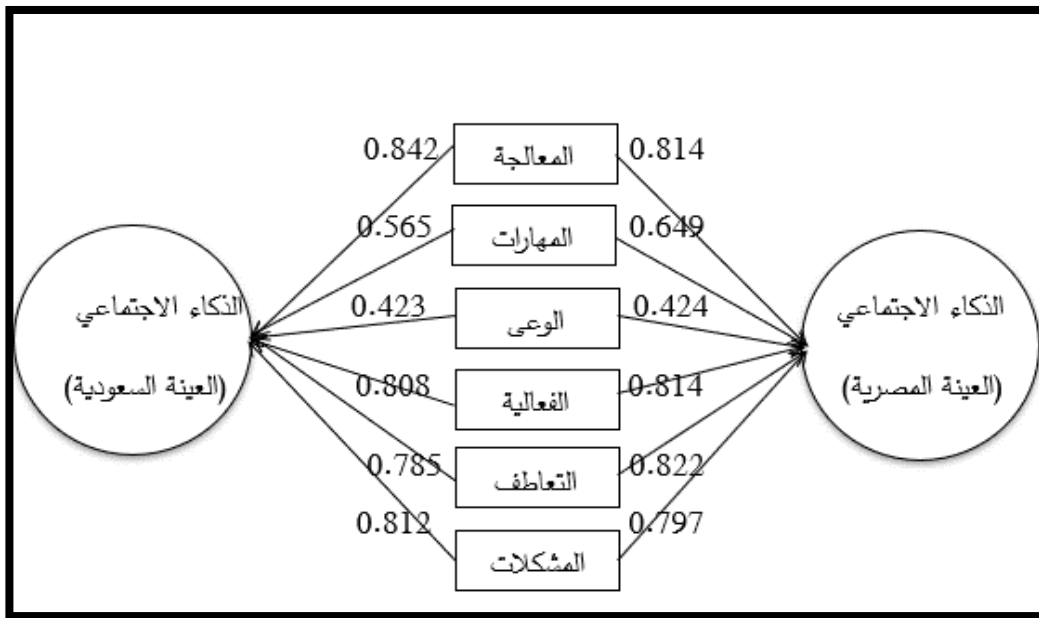 0.842 المعالجة 0.814
0.565 المهارات 0.649
0.423 الوعى 0.424
0.808 الفعالية 0.814
0.785 التعاطف 0.822
0.812 المشكلات 0.797
الذكاء الاجتماعي
(العينة المصرية)
الذكاء الاجتماعي
(العينة السعودية)